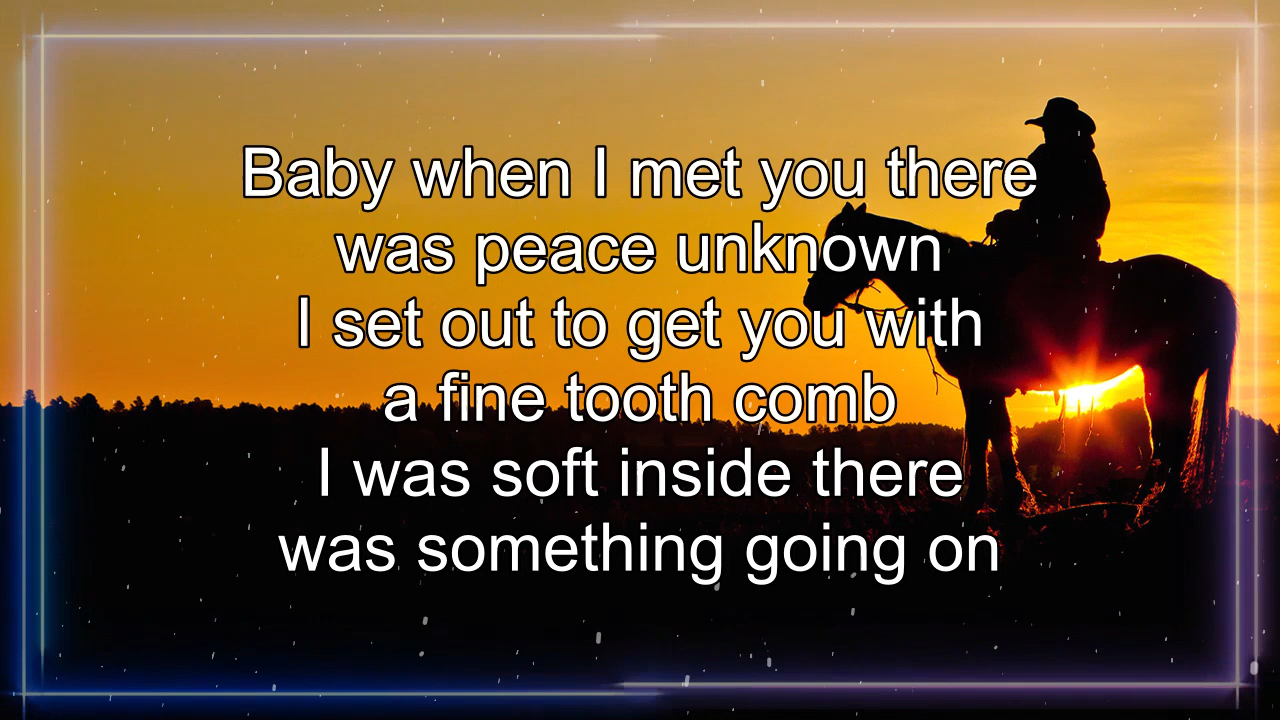 Baby when I met you there
was peace unknown
I set out to get you with
a fine tooth comb
I was soft inside there
was something going on